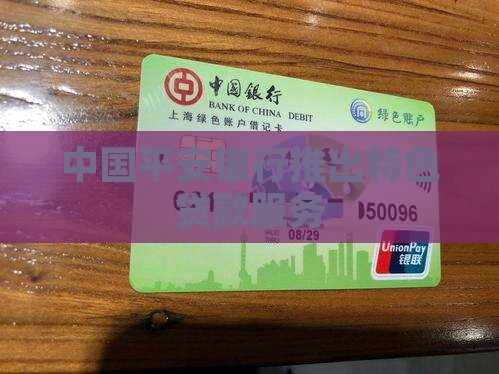 中国银行
BANK OF CHINA DEBIT
上海绿色账户借记卡
绿色账户
中国平安银行推出特色
贷款服务
50096
VALID
08/29
UnionPay
银联